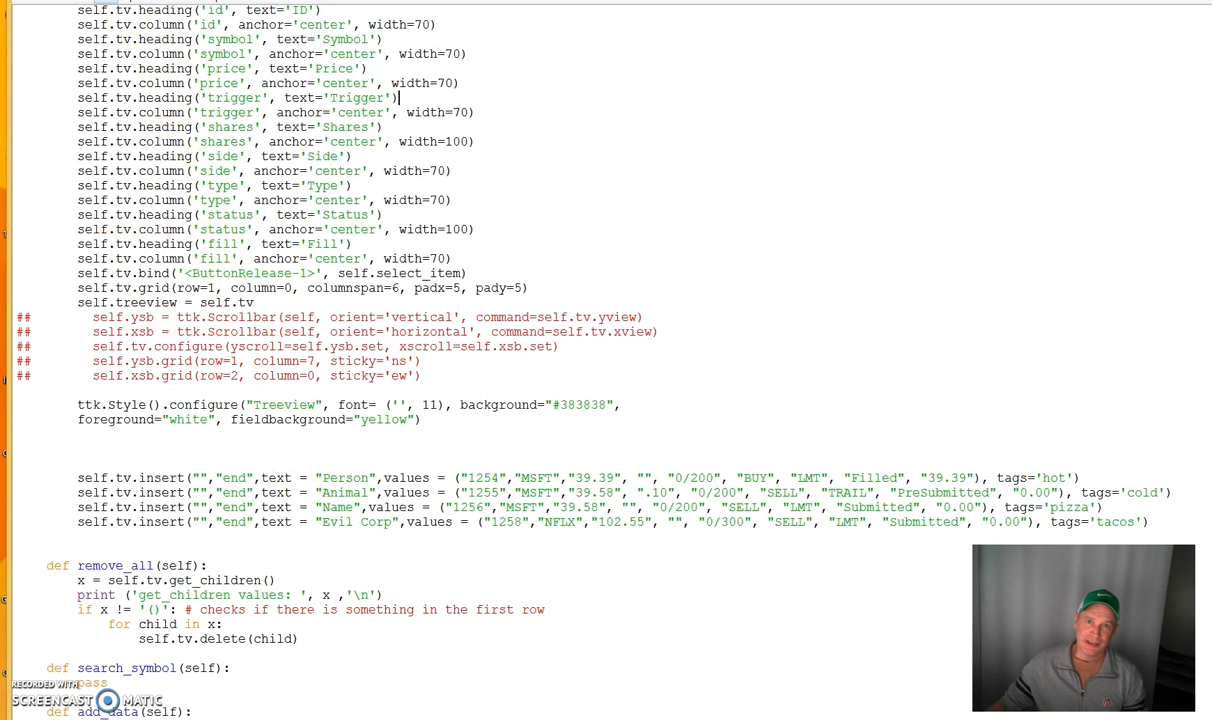 self.tv.heading('id', text='ID')
self.tv.column('id', anchor='center', width=70)
self.tv.heading('symbol', text='Symbol')
self.tv.column('symbol', anchor='center', width=70)
self.tv.heading('price', text='Price')
self.tv.column('price', anchor='center', width=70)
self.tv.heading('trigger', text='Trigger')
self.tv.column('trigger', anchor='center', width=70)
self.tv.heading('shares', text='Shares')
self.tv.column('shares', anchor='center', width=100)
self.tv.heading('side', text='Side')
self.tv.column('side', anchor='center', width=70)
self.tv.heading('type', text='Type')
self.tv.column('type', anchor='center', width=70)
self.tv.heading('status', text='Status')
self.tv.column('status', anchor='center', width=100)
self.tv.heading('fill', text='Fill')
self.tv.column('fill', anchor='center', width=70)
self.tv.bind('<ButtonRelease-1>', self.select_item)
self.tv.grid(row=1, column=0, columnspan=6, padx=5, pady=5)
self.treeview = self.tv
## self.ysb = ttk.Scrollbar(self, orient='vertical', command=self.tv.yview)
## self.xsb = ttk.Scrollbar(self, orient='horizontal', command=self.tv.xview)
## self.tv.configure(yscroll=self.ysb.set, xscroll=self.xsb.set)
## self.ysb.grid(row=1, column=7, sticky='ns')
## self.xsb.grid(row=2, column=0, sticky='ew')
ttk.Style().configure("Treeview", font= ('', 11), background="#383838",
foreground="white", fieldbackground="yellow")
self.tv.insert("","end",text = "Person",values = ("1254","MSFT","39.39", "", "0/200", "BUY", "LMT", "Filled", "39.39"), tags='hot')
self.tv.insert("","end",text = "Animal",values = ("1255","MSFT","39.58", ".10", "0/200", "SELL", "TRAIL", "PreSubmitted", "0.00"), tags='cold')
self.tv.insert("","end",text = "Name",values = ("1256","MSFT","39.58", "", "0/200", "SELL", "LMT", "Submitted", "0.00"), tags='pizza')
self.tv.insert("","end",text = "Evil Corp",values = ("1258","NFLX","102.55", "", "0/300", "SELL", "LMT", "Submitted", "0.00"), tags='tacos')
def remove_all(self):
x = self.tv.get_children()
print ('get_children values: ', x ,'\n')
if x != '()': # checks if there is something in the first row
for child in x:
self.tv.delete(child)
def search_symbol(self):
pass
RECORDED WITH
SCREENCAST MATIC
def add_data(self):